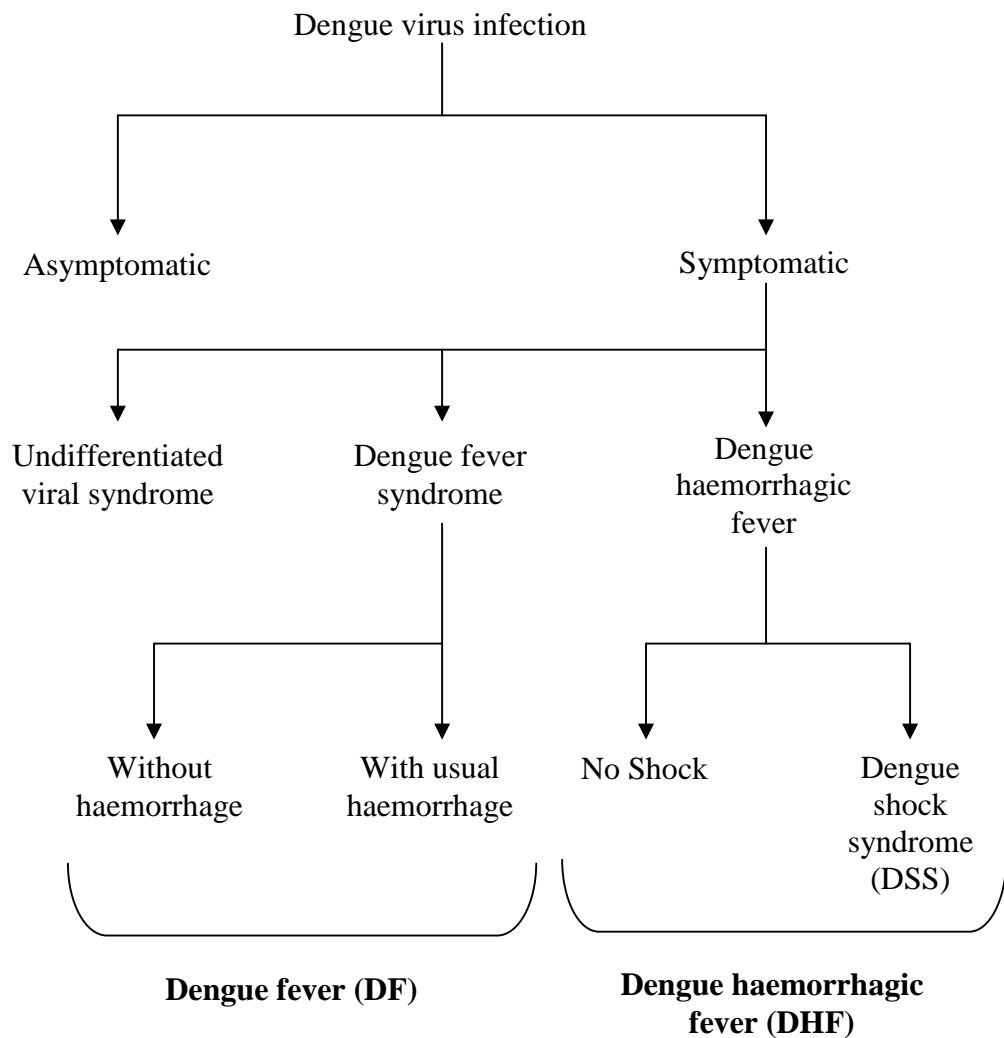 Dengue virus infection
Asymptomatic
Symptomatic
Undifferentiated
viral syndrome
Dengue fever
syndrome
Dengue
haemorrhagic
fever
Without
haemorrhage
With usual
haemorrhage
No Shock
Dengue
shock
syndrome
(DSS)
Dengue fever (DF)
Dengue haemorrhagic
fever (DHF)